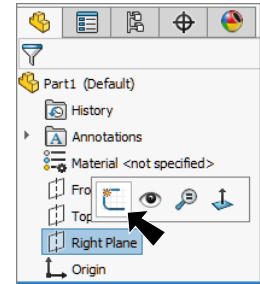 Part1 (Default)
History
Annotations
Material <not specified>
Fro
Top
Right Plane
Origin